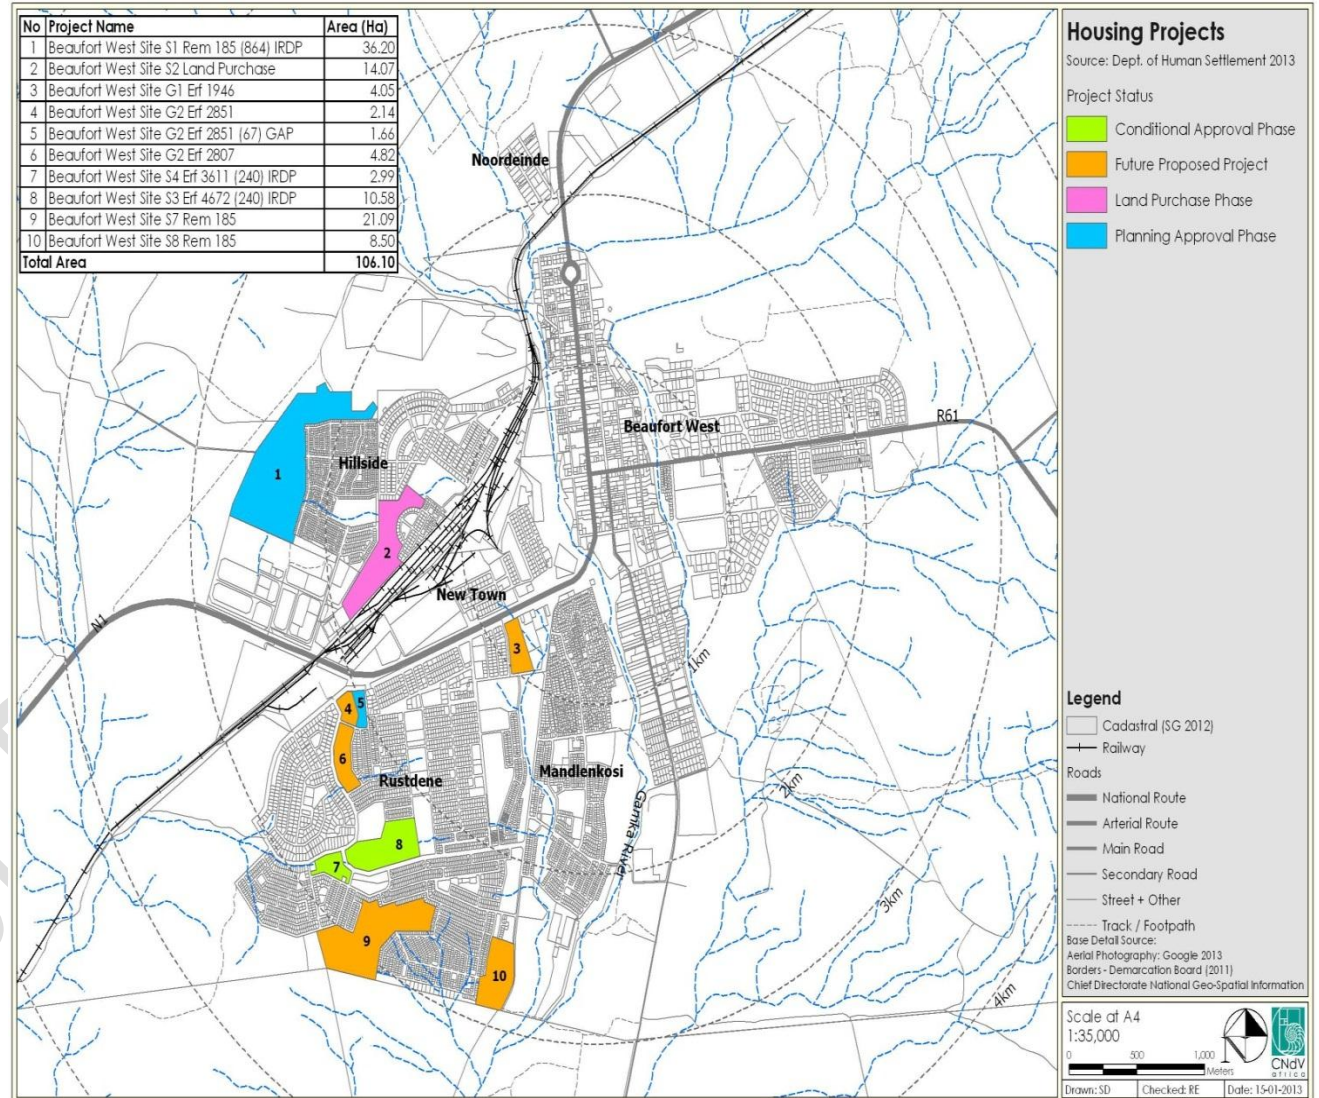 No Project Name Area (Ha)
1 Beaufort West Site S1 Rem 185 (864) IRDP 36.20
2 Beaufort West Site S2 Land Purchase 14.07
3 Beaufort West Site G1 Erf 1946 4.05
4 Beaufort West Site G2 Erf 2851 2.14
5 Beaufort West Site G2 Erf 2851 (67) GAP 1.66
6 Beaufort West Site G2 Erf 2807 4.82
7 Beaufort West Site S4 Erf 3611 (240) IRDP 2.99
8 Beaufort West Site S3 Erf 4672 (240) IRDP 10.58
9 Beaufort West Site S7 Rem 185 21.09
10 Beaufort West Site S8 Rem 185 8.50
Total Area 106.10
Noordeinde
Beaufort West
R61
Hillside
1
2
New Town
N1
3
1km
4
5
6
Rustdene
Mandlenkosi
2km
Gamka River
8
7
3km
9
10
4km
Housing Projects
Source: Dept. of Human Settlement 2013
Project Status
Conditional Approval Phase
Future Proposed Project
Land Purchase Phase
Planning Approval Phase
Legend
Cadastral (SG 2012)
Railway
Roads
National Route
Arterial Route
Main Road
Secondary Road
Street + Other
Track / Footpath
Base Detail Source:
Aerial Photography: Google 2013
Borders - Demarcation Board (2011)
Chief Directorate National Geo-Spatial Information
Scale at A4
1:35,000
0 500 1,000
Meters
N
CNdV
africa
Drawn: SD Checked: RE Date: 15-01-2013